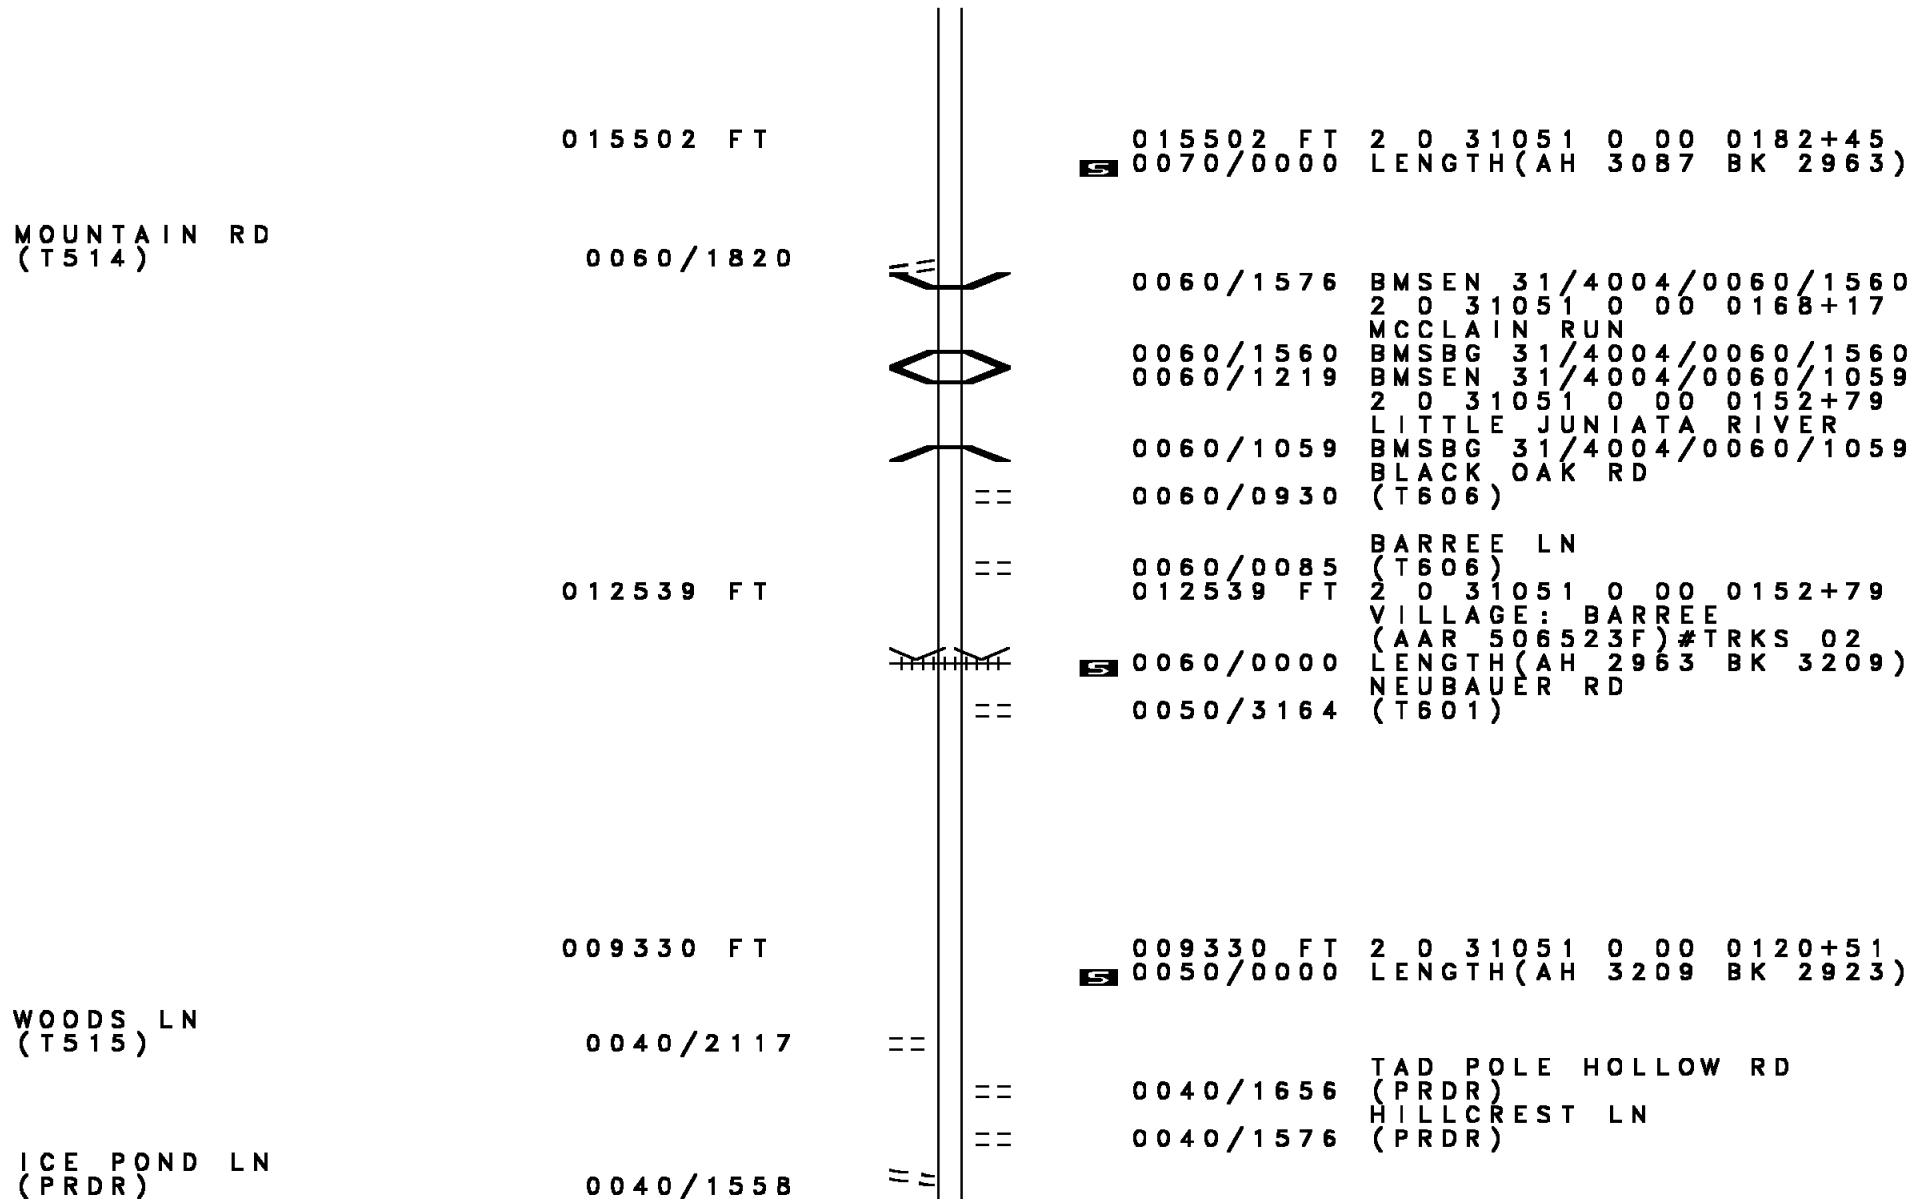 015502 FT 015502 FT 2 0 31051 0 00 0182+45
S 0070/0000 LENGTH(AH 3087 BK 2963)
MOUNTAIN RD
(T514) 0060/1820
0060/1576 BMSEN 31/4004/0060/1560
2 0 31051 0 00 0168+17
MCCLAIN RUN
0060/1560 BMSBG 31/4004/0060/1560
0060/1219 BMSEN 31/4004/0060/1059
2 0 31051 0 00 0152+79
LITTLE JUNIATA RIVER
0060/1059 BMSBG 31/4004/0060/1059
BLACK OAK RD
0060/0930 (T606)
BARREE LN
0060/0085 (T606)
012539 FT 012539 FT 2 0 31051 0 00 0152+79
VILLAGE: BARREE
(AAR 506523F)#TRKS 02
S 0060/0000 LENGTH(AH 2963 BK 3209)
NEUBAUER RD
0050/3164 (T601)
009330 FT 009330 FT 2 0 31051 0 00 0120+51
S 0050/0000 LENGTH(AH 3209 BK 2923)
WOODS LN
(T515) 0040/2117
TAD POLE HOLLOW RD
0040/1656 (PRDR)
HILLCREST LN
0040/1576 (PRDR)
ICE POND LN
(PRDR) 0040/1558